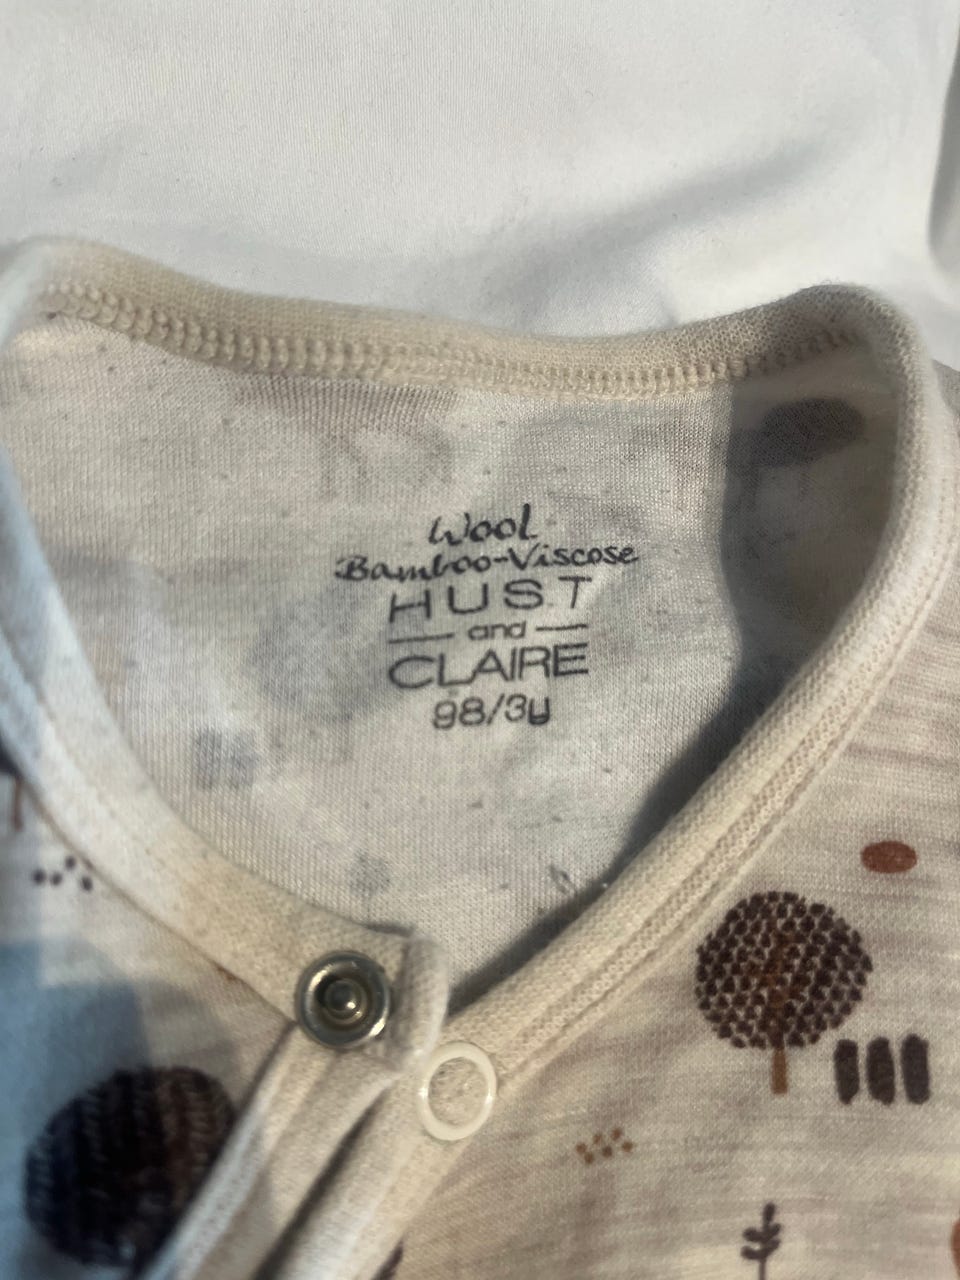 Wool
Bamboo-Viscose
HUST
and
CLAIRE
98/3y